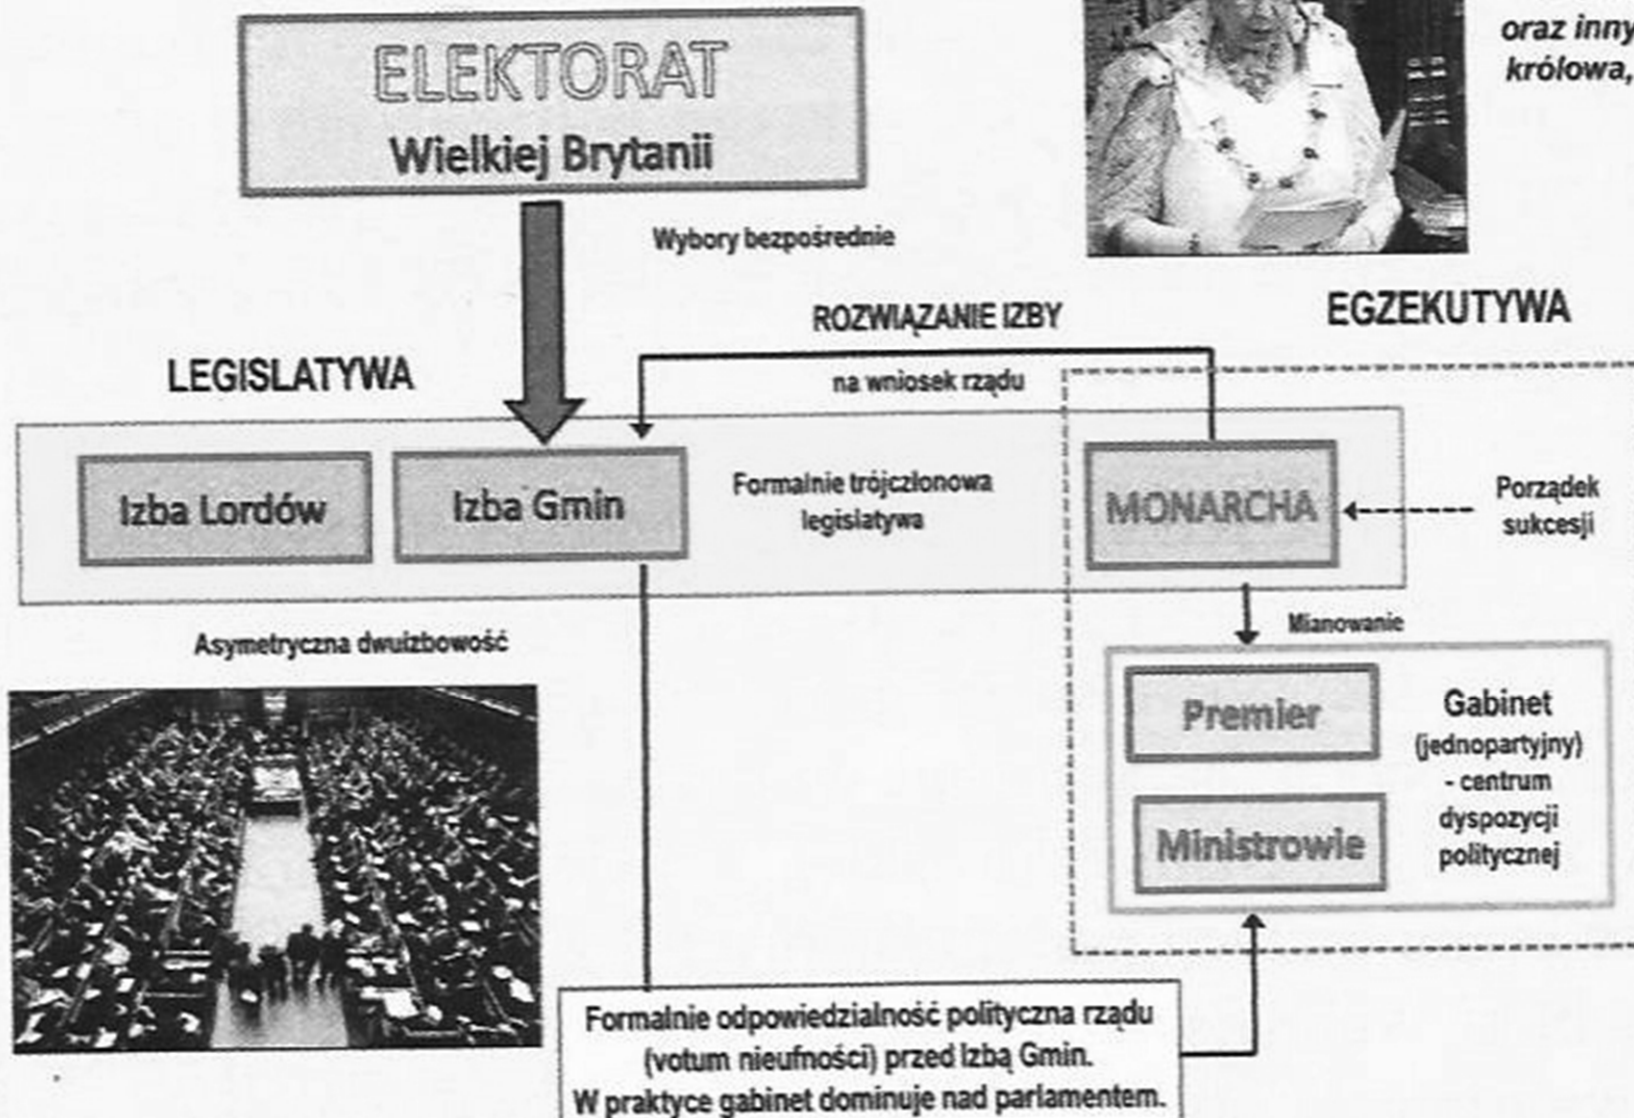 ELEKTORAT
Wielkiej Brytanii
oraz inny
królowa,
Wybory bezpośrednie
ROZWIĄZANIE IZBY
na wniosek rządu
EGZEKUTYWA
LEGISLATYWA
Izba Lordów
Izba Gmin
Formalnie trójczłonowa
legislatywa
MONARCHA
Porządek
sukcesji
Asymetryczna dwuizbowość
Mianowanie
Premier
Ministrowie
Gabinet
(jednopartyjny)
- centrum
dyspozycji
politycznej
Formalnie odpowiedzialność polityczna rządu
(votum nieufności) przed Izbą Gmin.
W praktyce gabinet dominuje nad parlamentem.